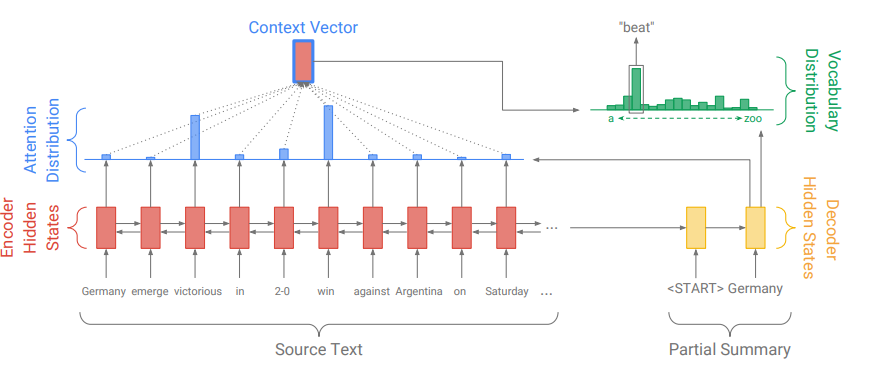 Context Vector
"beat"
Vocabulary
Distribution
Attention
Distribution
a
zoo
Encoder
Hidden
States
...
Decoder
Hidden States
Germany emerge victorious in 2-0 win against Argentina on Saturday ...
<START> Germany
Source Text
Partial Summary